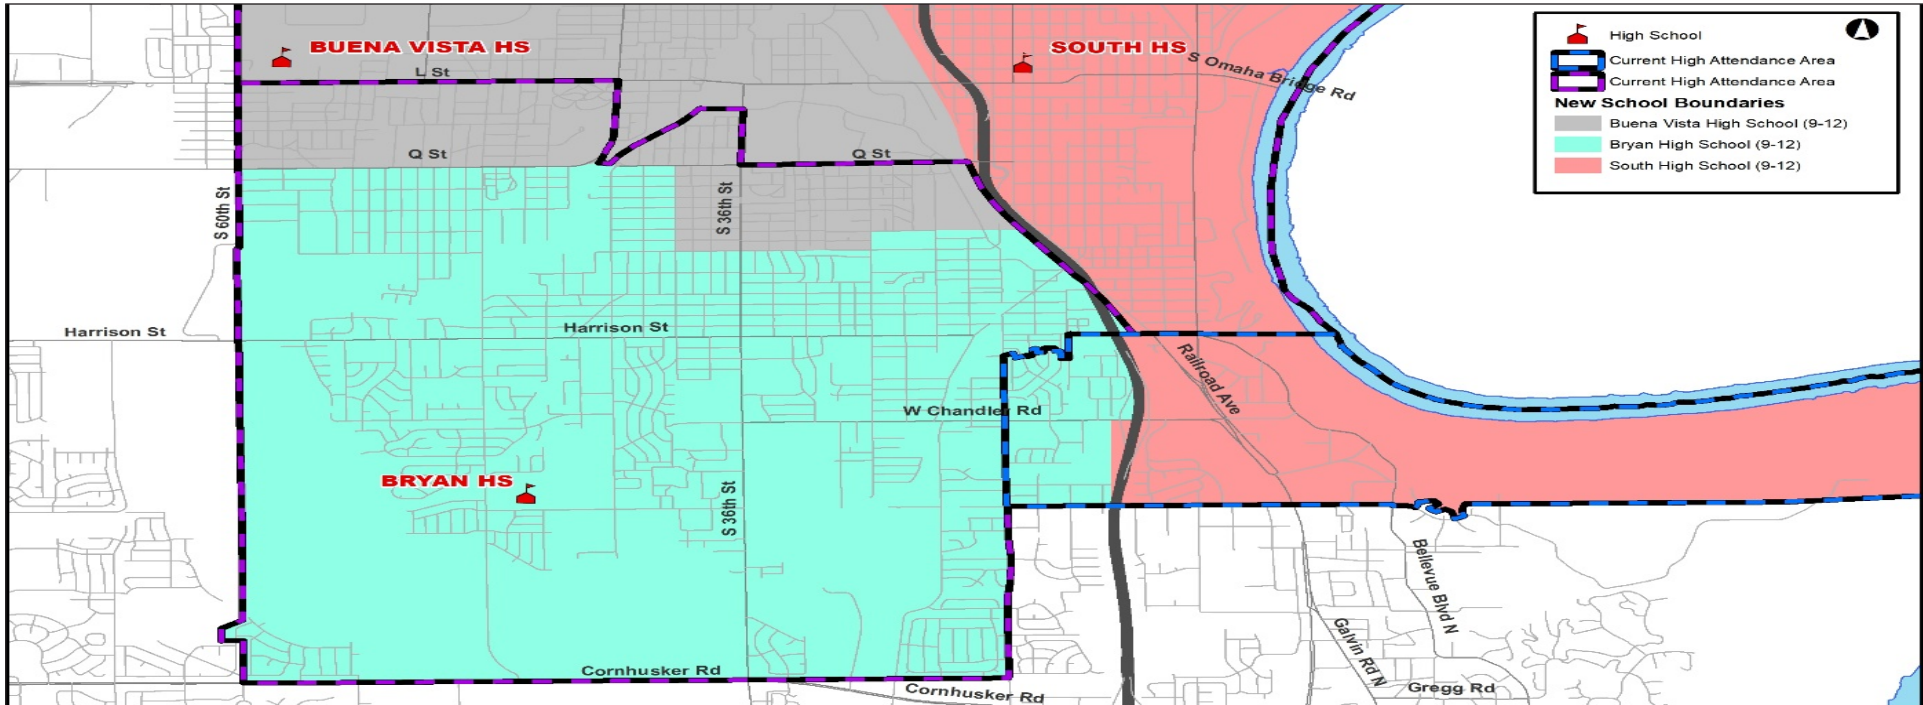 BUENA VISTA HS
SOUTH HS
L St
S Omaha Bridge Rd
High School
Current High Attendance Area
Current High Attendance Area
New School Boundaries
Buena Vista High School (9-12)
Bryan High School (9-12)
South High School (9-12)
Q St
Q St
S 60th St
S 36th St
Harrison St
Harrison St
Railroad Ave
W Chandler Rd
BRYAN HS
S 36th St
Bellevue Blvd N
Galvin Rd N
Cornhusker Rd
Cornhusker Rd
Gregg Rd